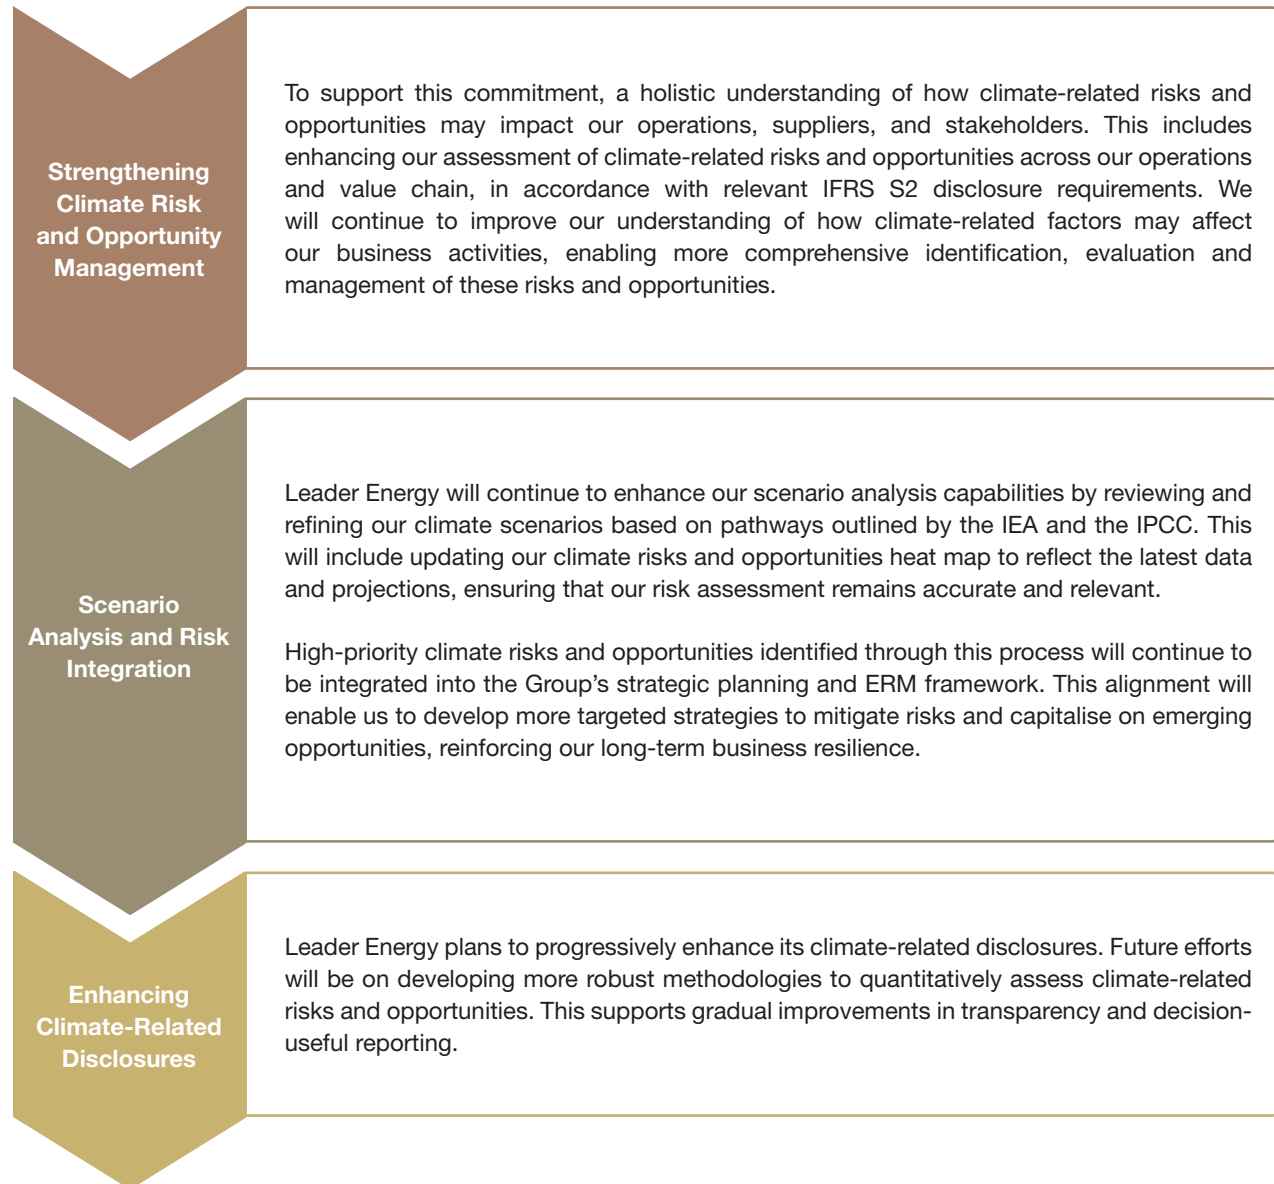 Strengthening
Climate Risk
and Opportunity
Management
To support this commitment, a holistic understanding of how climate-related risks and
opportunities may impact our operations, suppliers, and stakeholders. This includes
enhancing our assessment of climate-related risks and opportunities across our operations
and value chain, in accordance with relevant IFRS S2 disclosure requirements. We
will continue to improve our understanding of how climate-related factors may affect
our business activities, enabling more comprehensive identification, evaluation and
management of these risks and opportunities.
Scenario
Analysis and Risk
Integration
Leader Energy will continue to enhance our scenario analysis capabilities by reviewing and
refining our climate scenarios based on pathways outlined by the IEA and the IPCC. This
will include updating our climate risks and opportunities heat map to reflect the latest data
and projections, ensuring that our risk assessment remains accurate and relevant.
High-priority climate risks and opportunities identified through this process will continue to
be integrated into the Group’s strategic planning and ERM framework. This alignment will
enable us to develop more targeted strategies to mitigate risks and capitalise on emerging
opportunities, reinforcing our long-term business resilience.
Enhancing
Climate-Related
Disclosures
Leader Energy plans to progressively enhance its climate-related disclosures. Future efforts
will be on developing more robust methodologies to quantitatively assess climate-related
risks and opportunities. This supports gradual improvements in transparency and decision-
useful reporting.